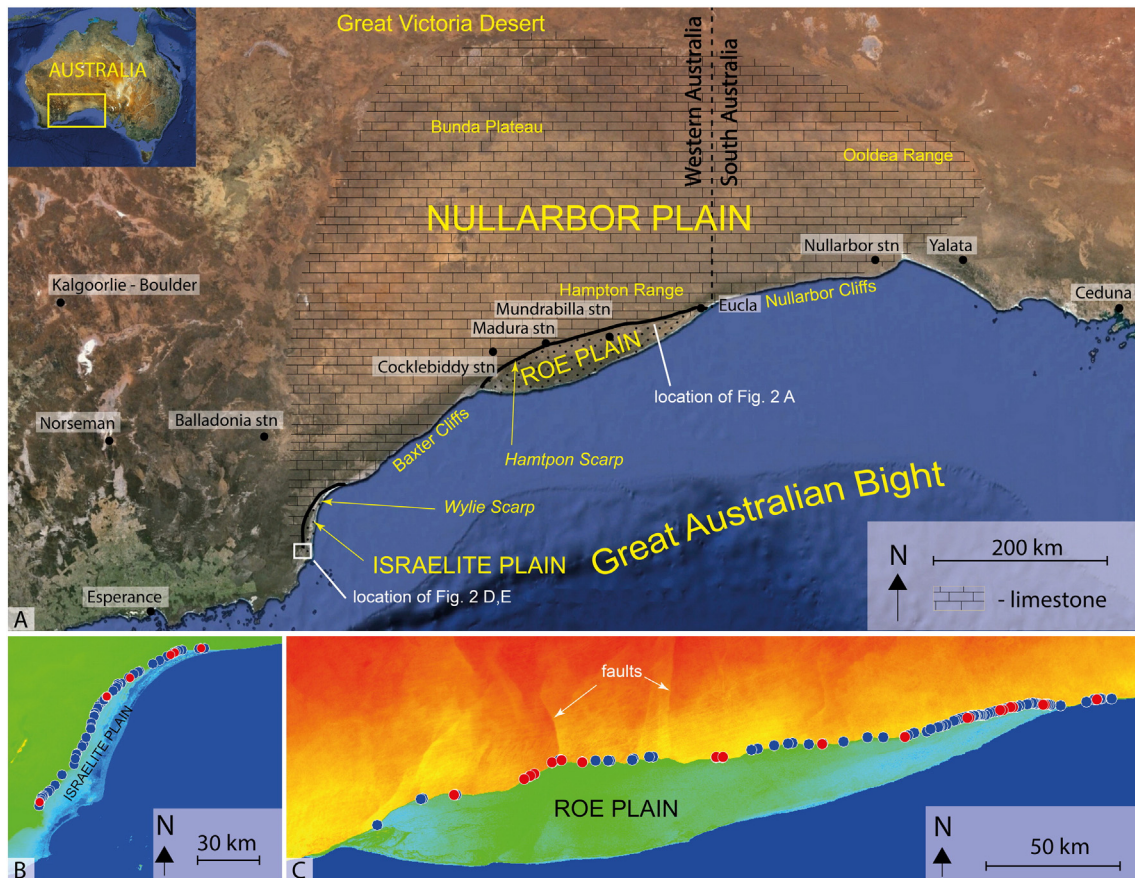 Great Victoria Desert
AUSTRALIA
Western Australia
South Australia
Bunda Plateau
Ooldea Range
NULLARBOR PLAIN
Nullarbor stn
Yalata
Kalgoorlie - Boulder
Hampton Range
Nullarbor Cliffs
Ceduna
Mundrabilla stn
Eucla
Madura stn
Cocklebiddy stn
ROE PLAIN
location of Fig. 2 A
Norseman
Balladonia stn
Baxter Cliffs
Hamtpon Scarp
Wylie Scarp
Great Australian Bight
ISRAELITE PLAIN
N
200 km
Esperance
location of Fig. 2 D,E
- limestone
A
faults
ISRAELITE PLAIN
ROE PLAIN
N
30 km
B
N
50 km
C